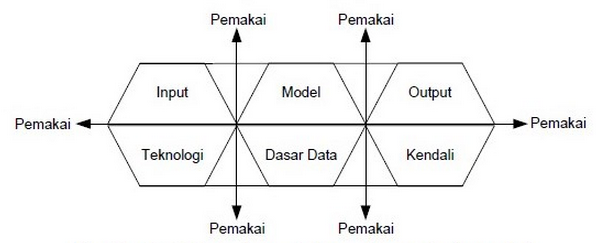 Pemakai Pemakai
Input Model Output
Pemakai Pemakai
Teknologi Dasar Data Kendali
Pemakai Pemakai